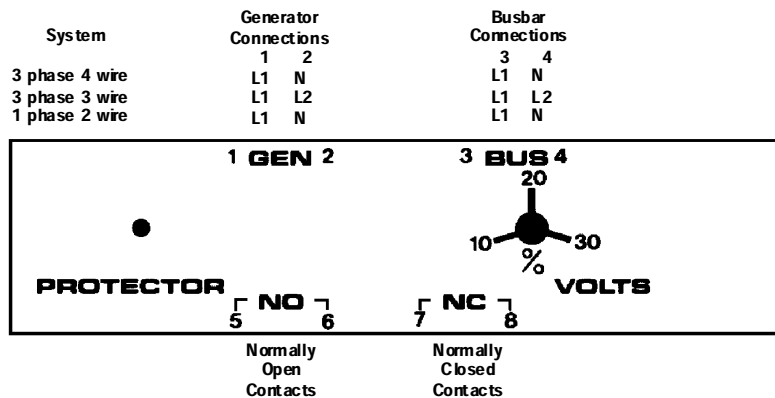 System
Generator
Connections
Busbar
Connections
1 2
3 4
3 phase 4 wire L1 N L1 N
3 phase 3 wire L1 L2 L1 L2
1 phase 2 wire L1 N L1 N
1 GEN 2
3 BUS 4
20
10 30
%
PROTECTOR
VOLTS
NO
5 6
NC
7 8
Normally
Open
Contacts
Normally
Closed
Contacts